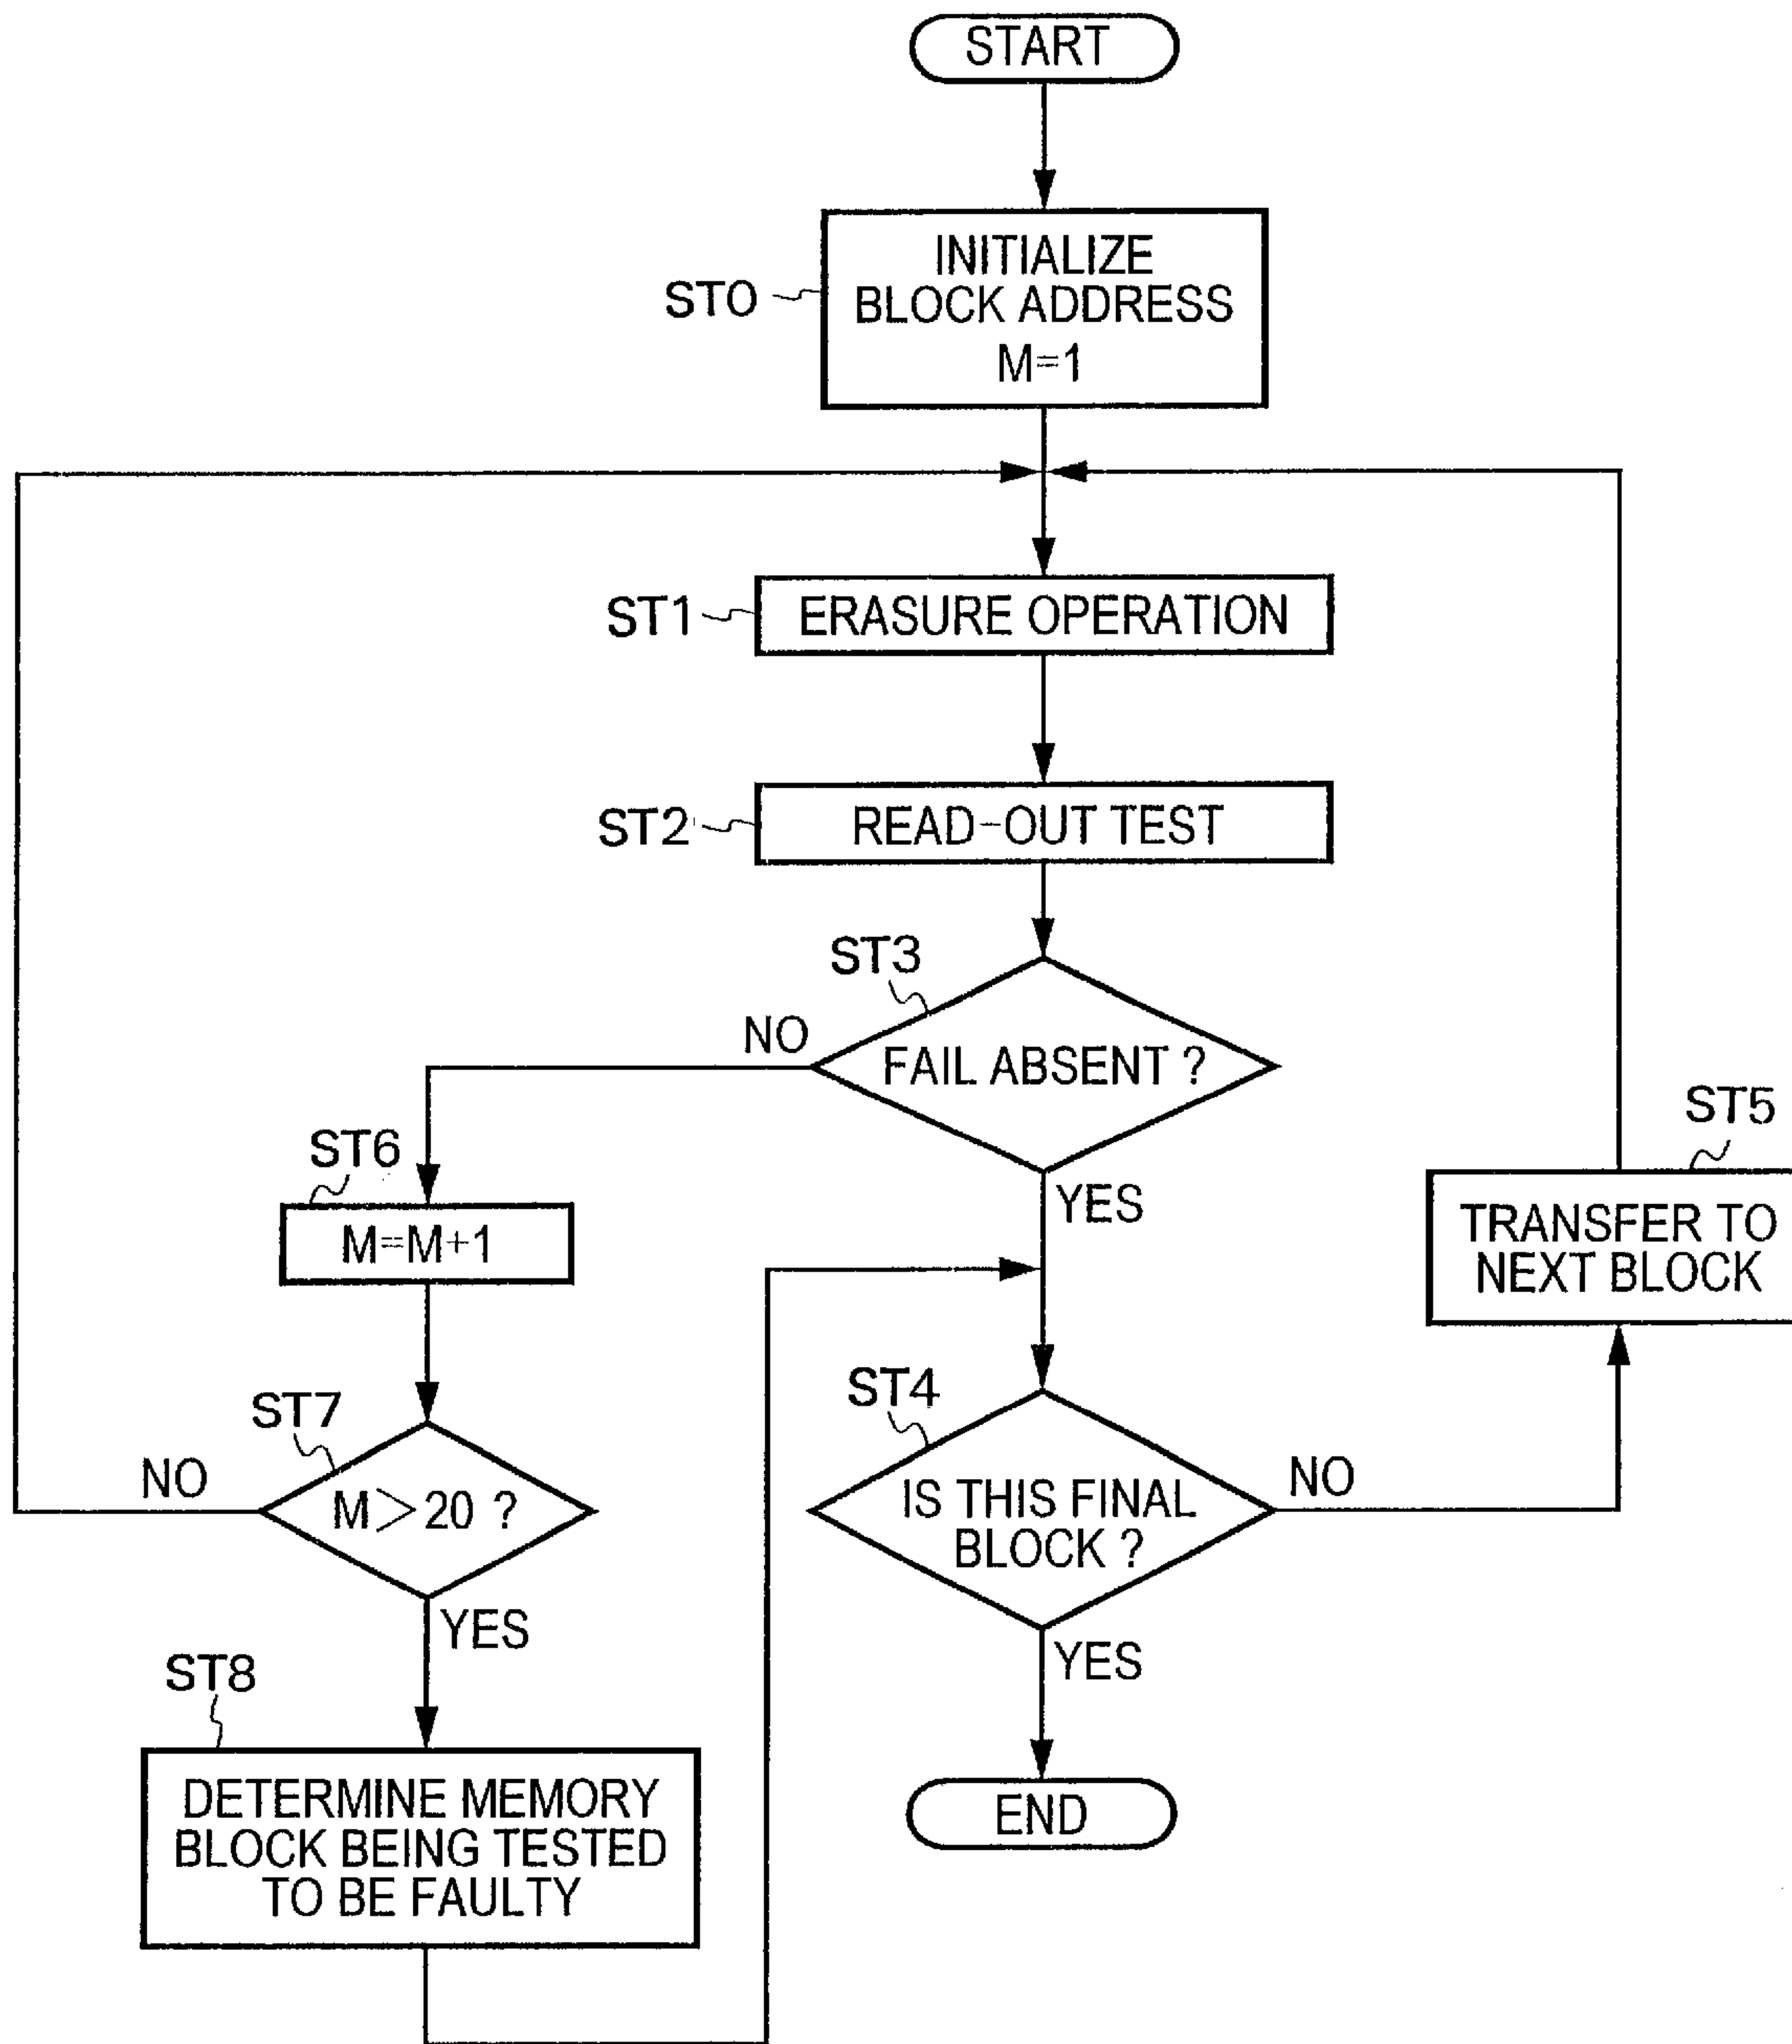 START
ST0
INITIALIZE
BLOCK ADDRESS
M=1
ST1
ERASURE OPERATION
ST2
READ-OUT TEST
ST3
NO
FAIL ABSENT ?
YES
ST5
TRANSFER TO
NEXT BLOCK
ST6
M=M+1
ST7
NO
M>20 ?
YES
ST4
IS THIS FINAL
BLOCK ?
NO
YES
ST8
DETERMINE MEMORY
BLOCK BEING TESTED
TO BE FAULTY
END